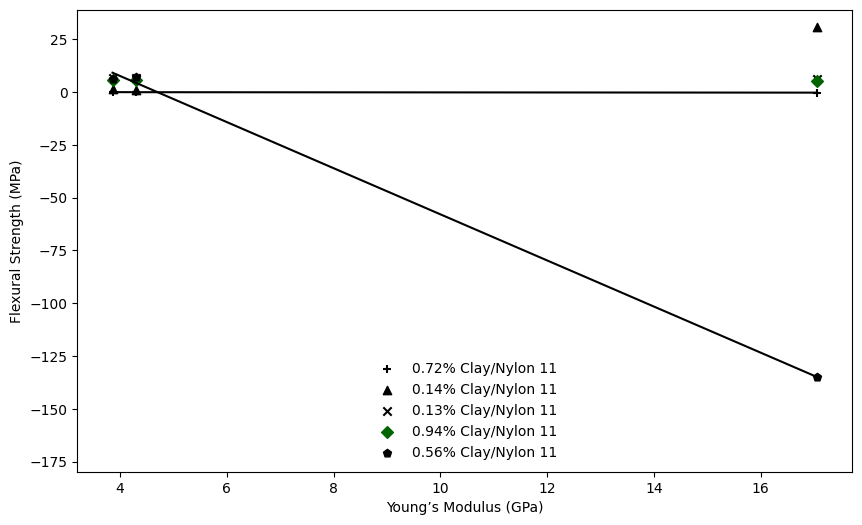 25
0
−25
−50
−75
−100
−125
−150
−175
Flexural Strength (MPa)
0.72% Clay/Nylon 11
0.14% Clay/Nylon 11
0.13% Clay/Nylon 11
0.94% Clay/Nylon 11
0.56% Clay/Nylon 11
4 6 8 10 12 14 16
Young’s Modulus (GPa)